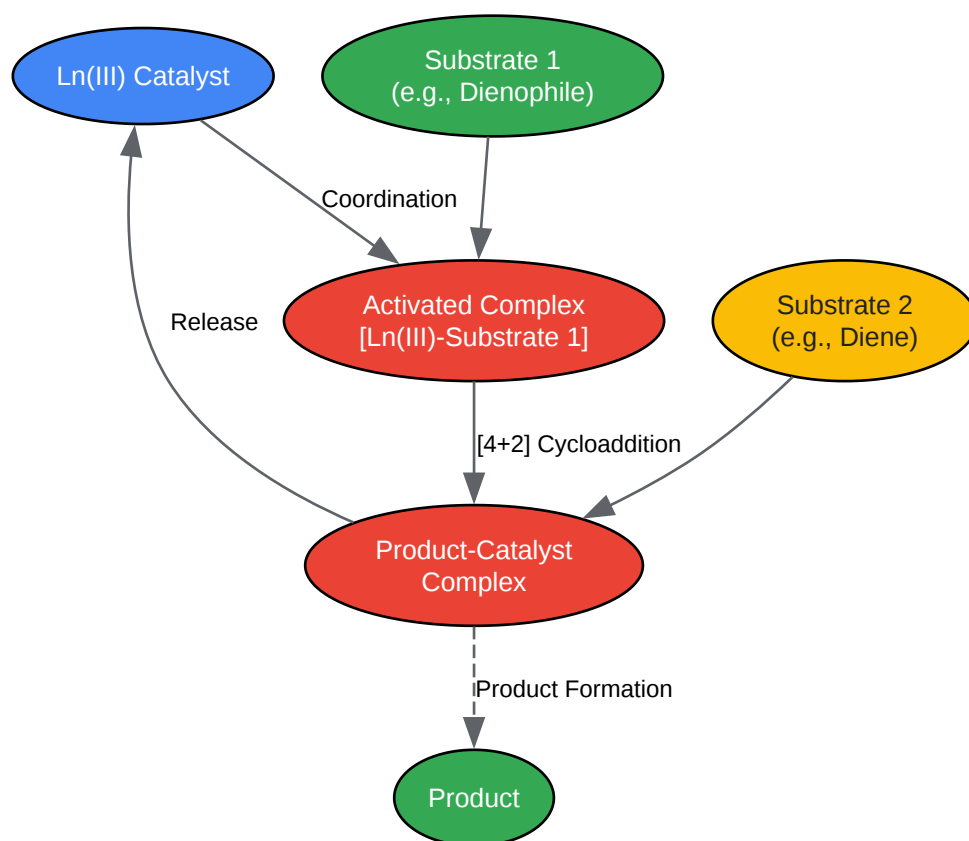 Ln(III) Catalyst
Substrate 1
(e.g., Dienophile)
Coordination
Activated Complex
[Ln(III)-Substrate 1]
Substrate 2
(e.g., Diene)
Release
[4+2] Cycloaddition
Product-Catalyst
Complex
Product Formation
Product